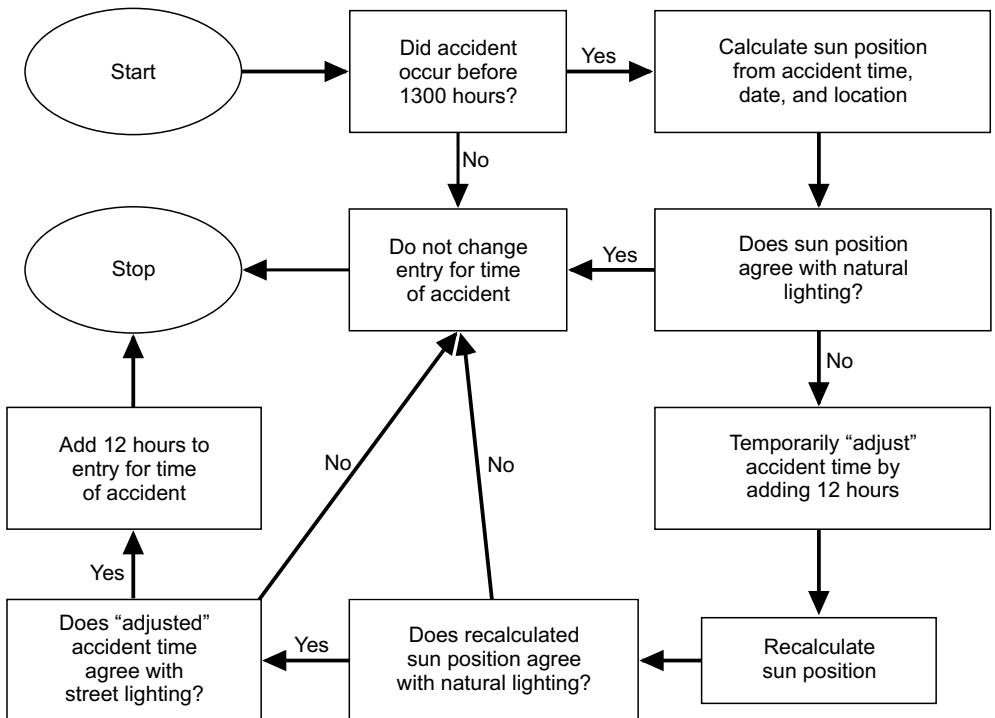 Start
Did accident
occur before
1300 hours?
Yes
Calculate sun position
from accident time,
date, and location
No
Stop
Do not change
entry for time
of accident
Yes
Does sun position
agree with natural
lighting?
No
Add 12 hours to
entry for time
of accident
No
No
Temporarily “adjust”
accident time by
adding 12 hours
Yes
Does “adjusted”
accident time
agree with
street lighting?
Yes
Does recalculated
sun position agree
with natural lighting?
Recalculate
sun position